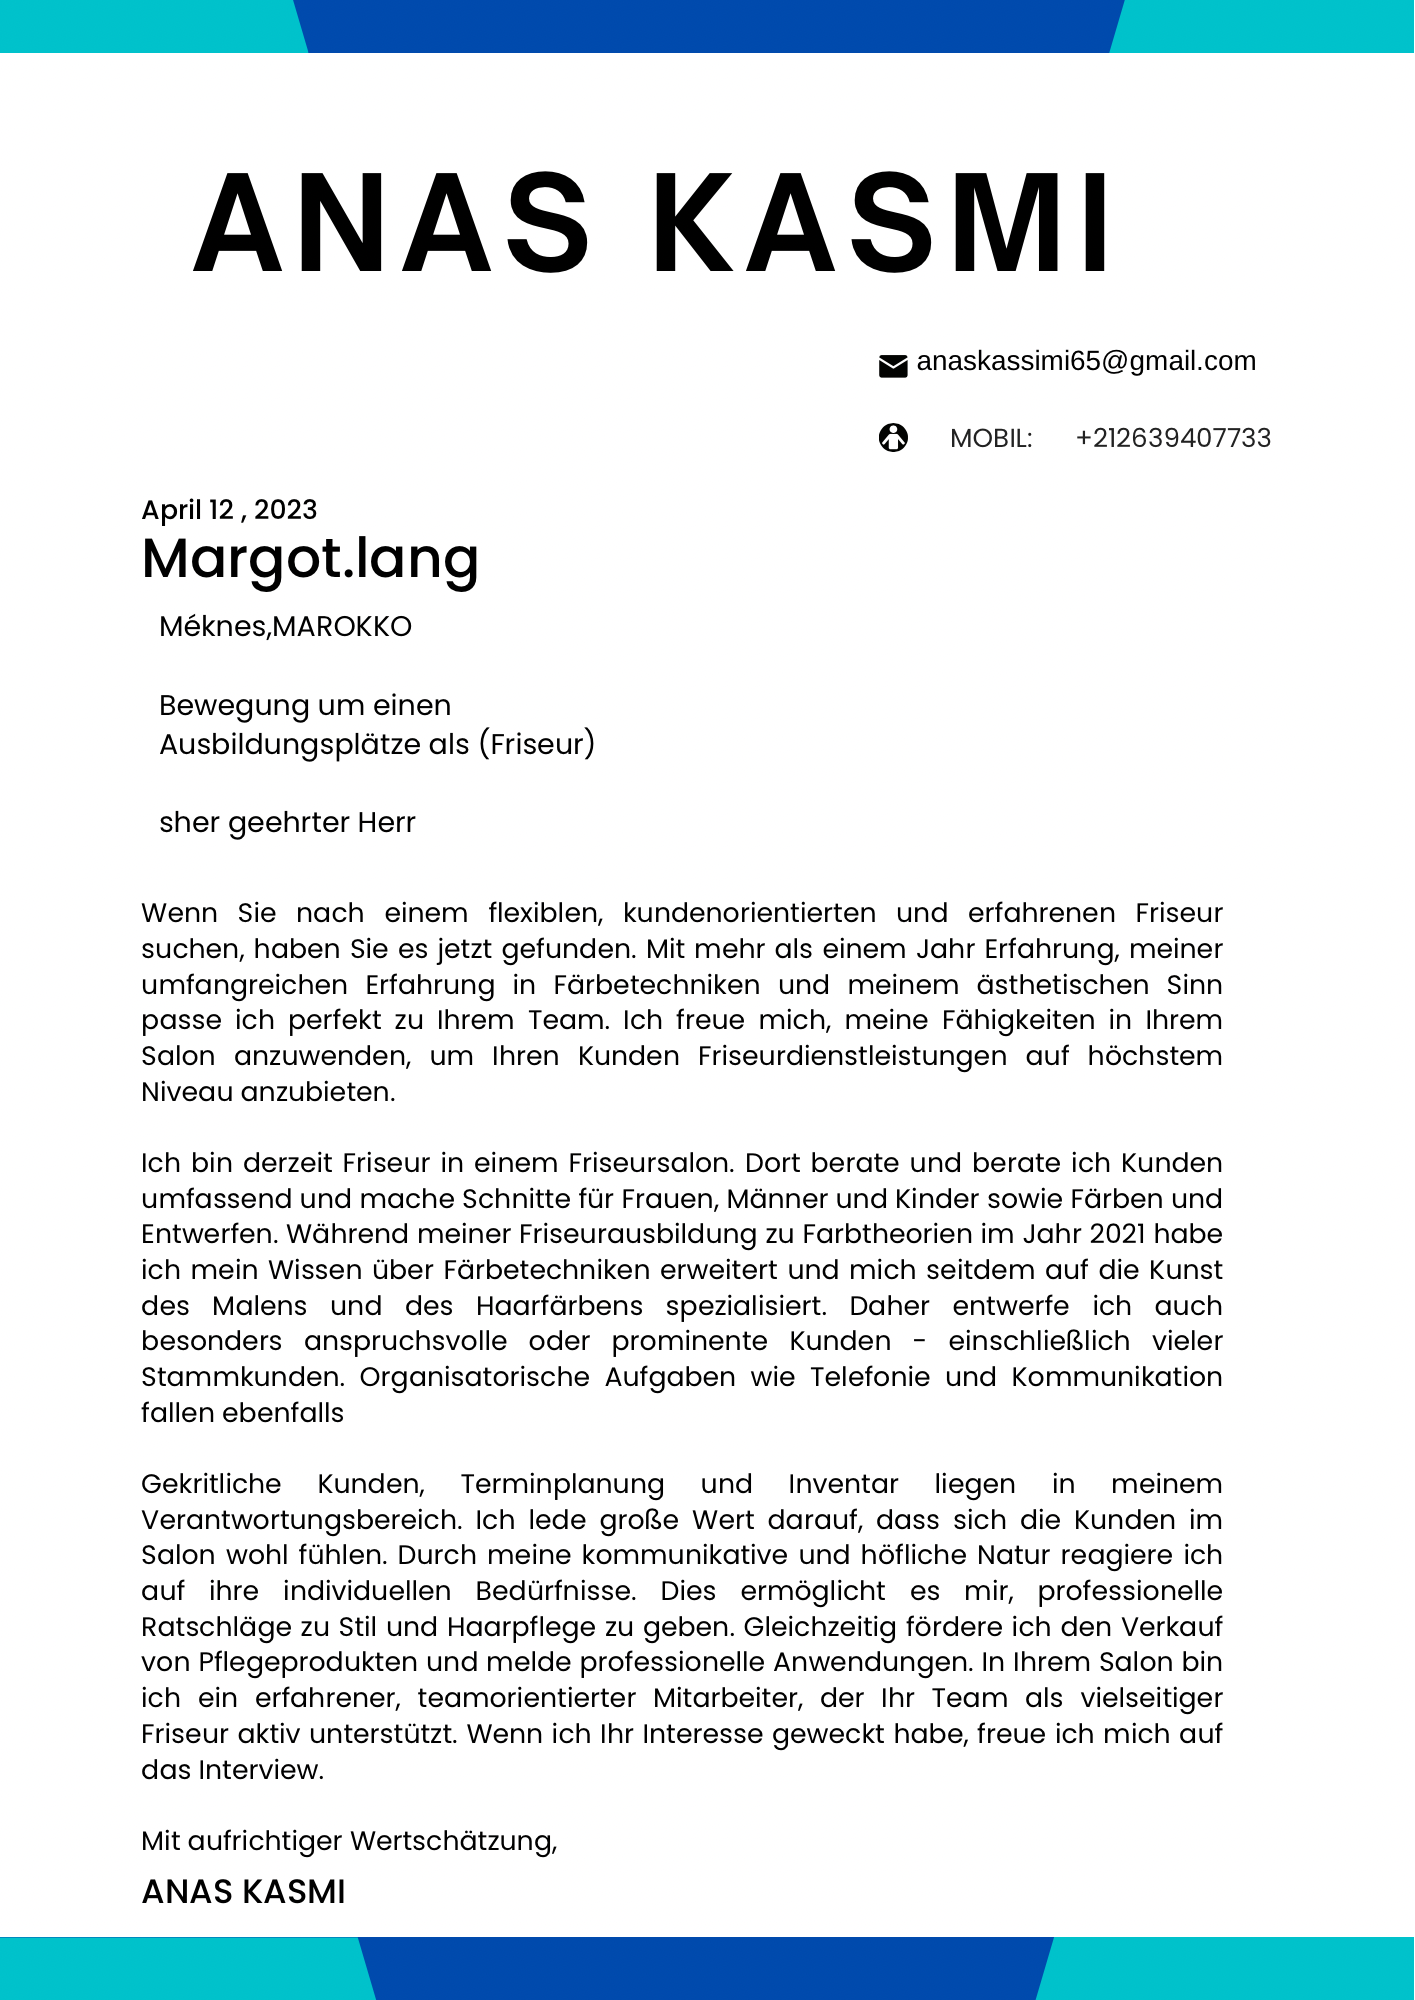 ANAS KASMI
anaskassimi65@gmail.com
MOBIL: +212639407733
April 12 , 2023
Margot.lang
Méknes,MAROKKO
Bewegung um einen
Ausbildungsplätze als (Friseur)
sher geehrter Herr
Wenn Sie nach einem flexiblen, kundenorientierten und erfahrenen Friseur
suchen, haben Sie es jetzt gefunden. Mit mehr als einem Jahr Erfahrung, meiner
umfangreichen Erfahrung in Färbetechniken und meinem ästhetischen Sinn
passe ich perfekt zu Ihrem Team. Ich freue mich, meine Fähigkeiten in Ihrem
Salon anzuwenden, um Ihren Kunden Friseurdienstleistungen auf höchstem
Niveau anzubieten.
Ich bin derzeit Friseur in einem Friseursalon. Dort berate und berate ich Kunden
umfassend und mache Schnitte für Frauen, Männer und Kinder sowie Färben und
Entwerfen. Während meiner Friseurausbildung zu Farbtheorien im Jahr 2021 habe
ich mein Wissen über Färbetechniken erweitert und mich seitdem auf die Kunst
des Malens und des Haarfärbens spezialisiert. Daher entwerfe ich auch
besonders anspruchsvolle oder prominente Kunden - einschließlich vieler
Stammkunden. Organisatorische Aufgaben wie Telefonie und Kommunikation
fallen ebenfalls
Gekritliche Kunden, Terminplanung und Inventar liegen in meinem
Verantwortungsbereich. Ich lede große Wert darauf, dass sich die Kunden im
Salon wohl fühlen. Durch meine kommunikative und höfliche Natur reagiere ich
auf ihre individuellen Bedürfnisse. Dies ermöglicht es mir, professionelle
Ratschläge zu Stil und Haarpflege zu geben. Gleichzeitig fördere ich den Verkauf
von Pflegeprodukten und melde professionelle Anwendungen. In Ihrem Salon bin
ich ein erfahrener, teamorientierter Mitarbeiter, der Ihr Team als vielseitiger
Friseur aktiv unterstützt. Wenn ich Ihr Interesse geweckt habe, freue ich mich auf
das Interview.
Mit aufrichtiger Wertschätzung,
ANAS KASMI